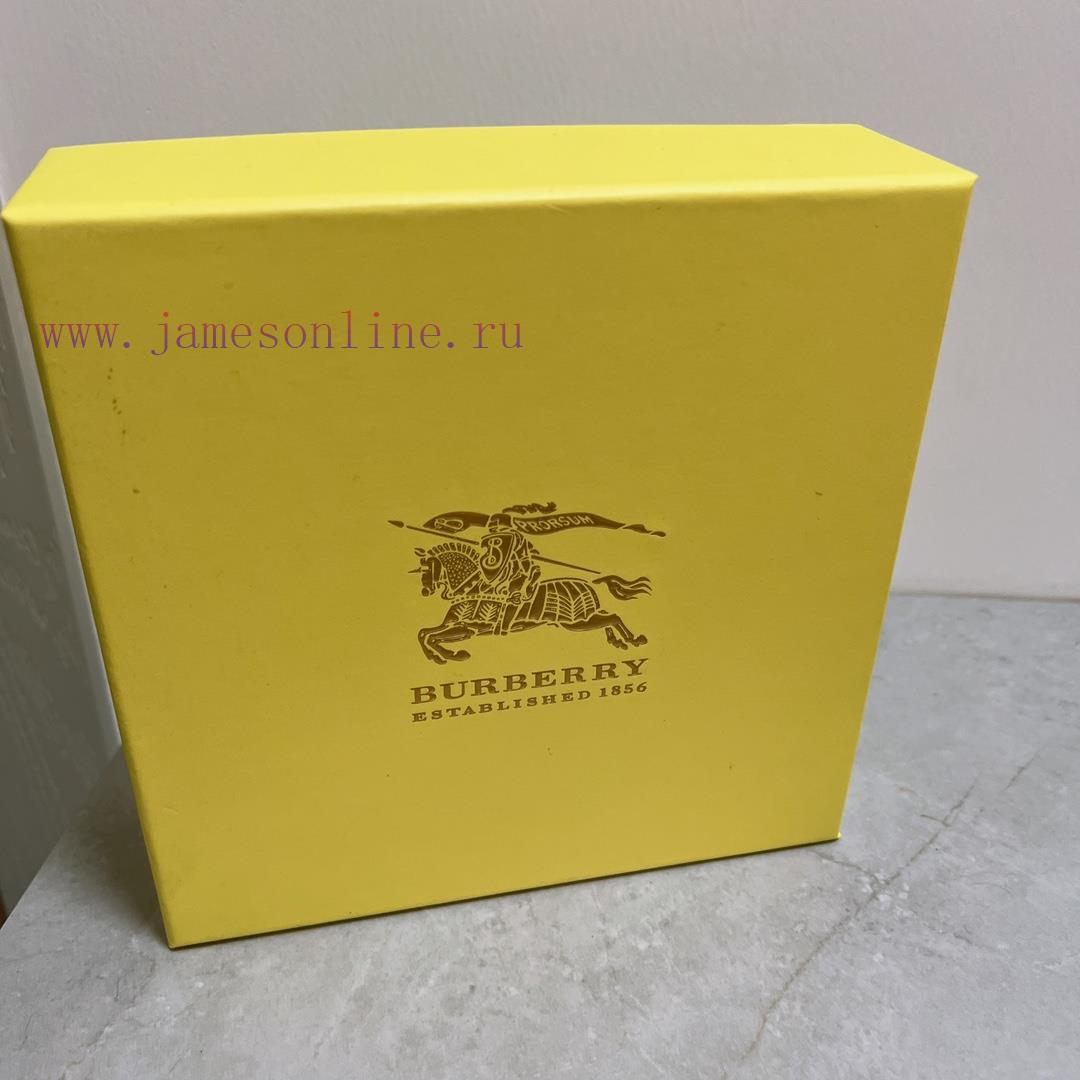 www.jamesonline.ru
B PRORSUM
B
BURBERRY
ESTABLISHED 1856